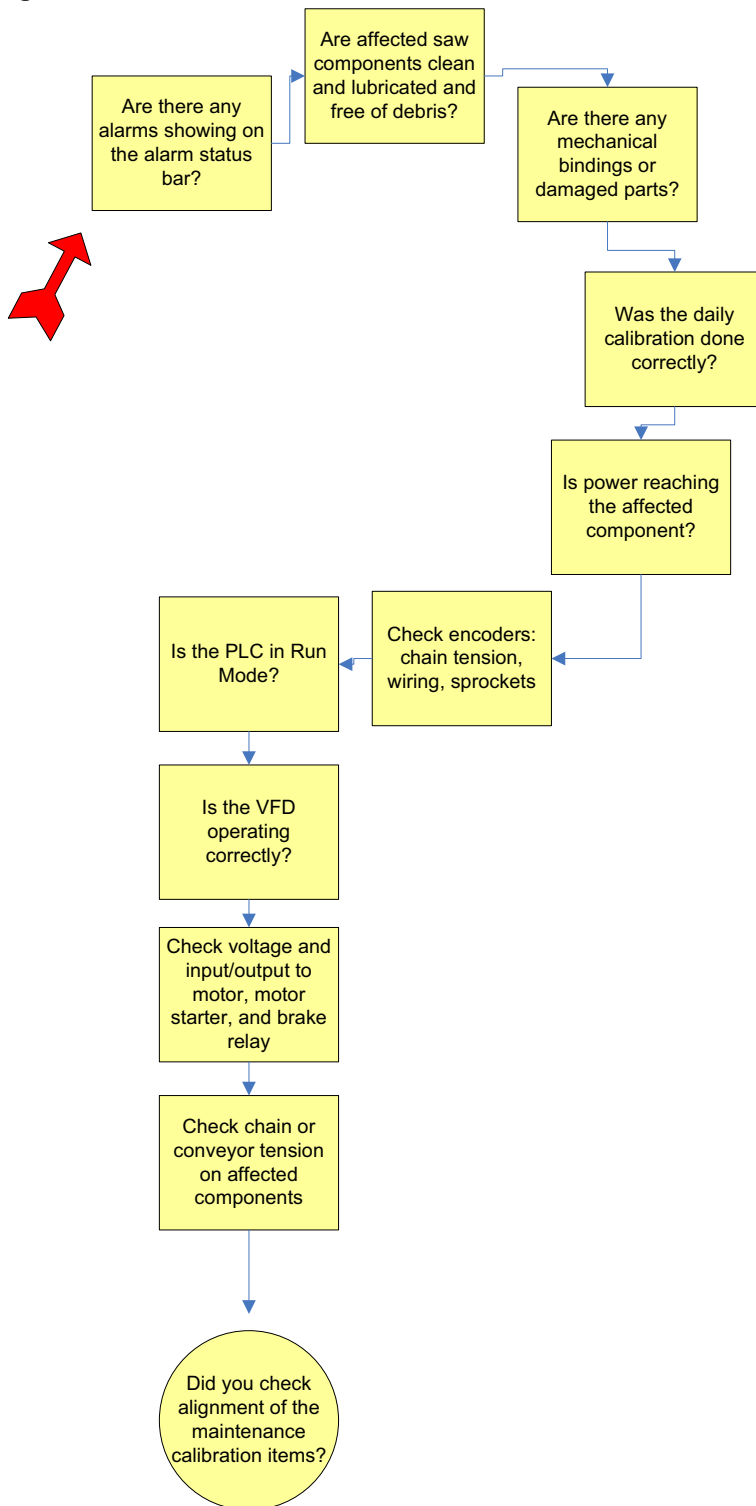 Are there any
alarms showing on
the alarm status
bar?
Are affected saw
components clean
and lubricated and
free of debris?
Are there any
mechanical
bindings or
damaged parts?
Was the daily
calibration done
correctly?
Is power reaching
the affected
component?
Check encoders:
chain tension,
wiring, sprockets
Is the PLC in Run
Mode?
Is the VFD
operating
correctly?
Check voltage and
input/output to
motor, motor
starter, and brake
relay
Check chain or
conveyor tension
on affected
components
Did you check
alignment of the
maintenance
calibration items?